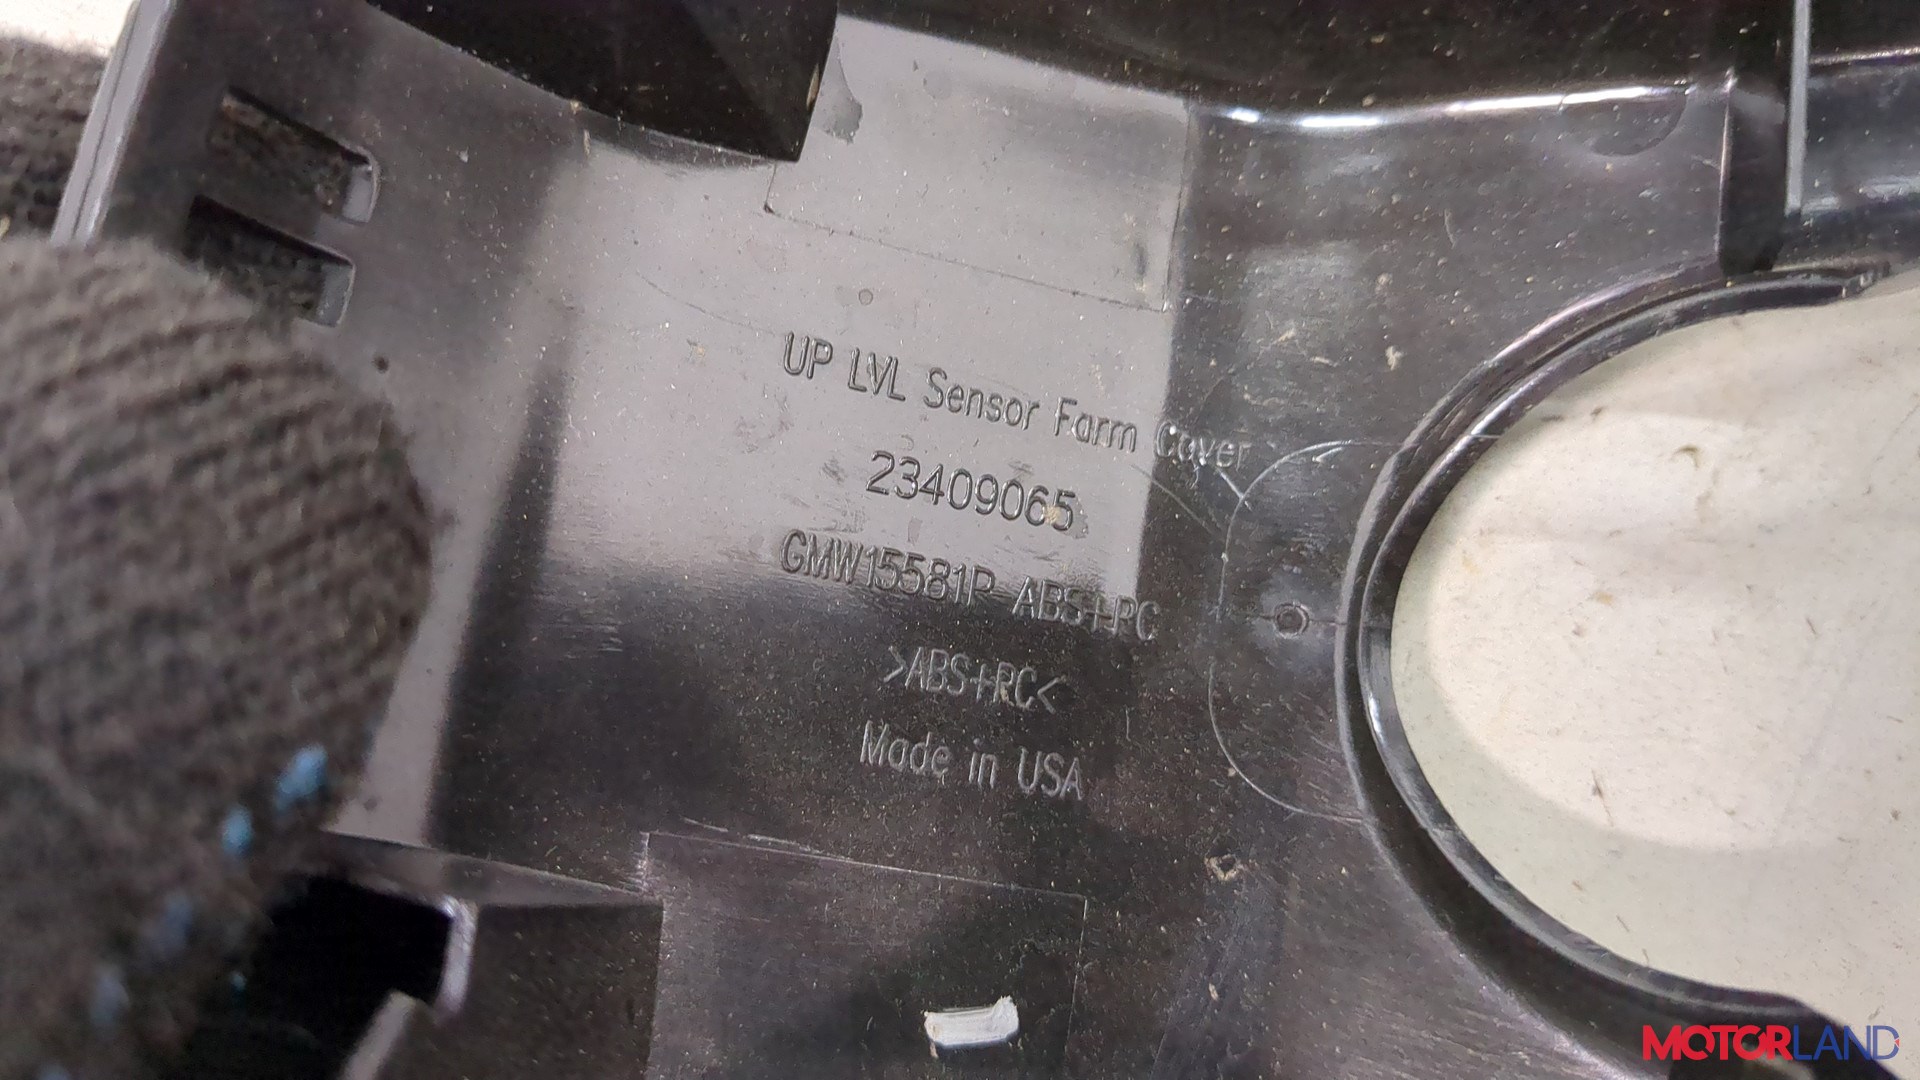 UP LVL Sensor Farm Cover
23409065
GMW15581P ABS+PC
>ABS+PC<
Made in USA
MOTORLAND